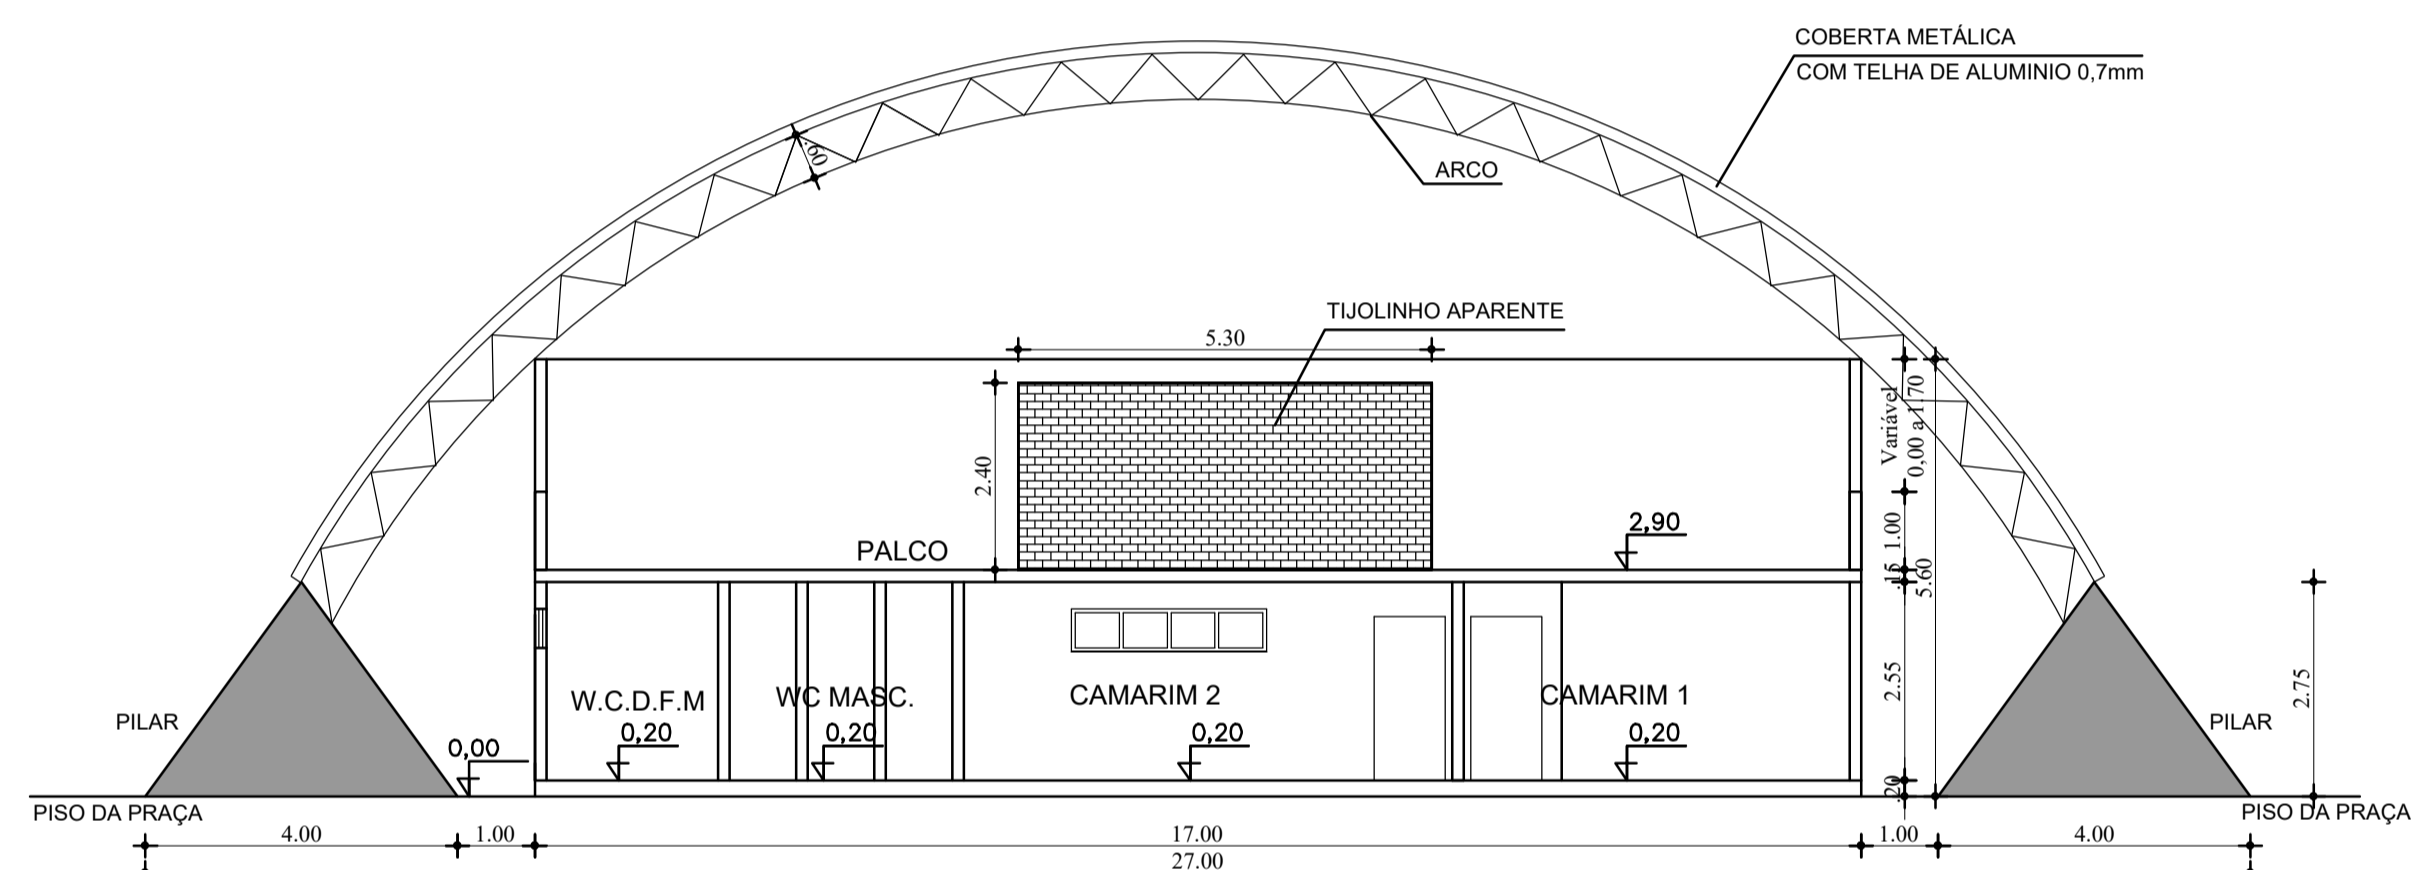 COBERTA METÁLICA
COM TELHA DE ALUMINIO 0,7mm
.60
ARCO
TIJOLINHO APARENTE
5.30
2.40
Variável
0,00 a 1.70
2,90
PALCO
1.00
.15
5.60
2.55
2.75
W.C.D.F.M
WC MASC.
CAMARIM 2
CAMARIM 1
PILAR
PILAR
0,00
0,20
0,20
0,20
0,20
.20
PISO DA PRAÇA
PISO DA PRAÇA
4.00
1.00
17.00
1.00
4.00
27.00